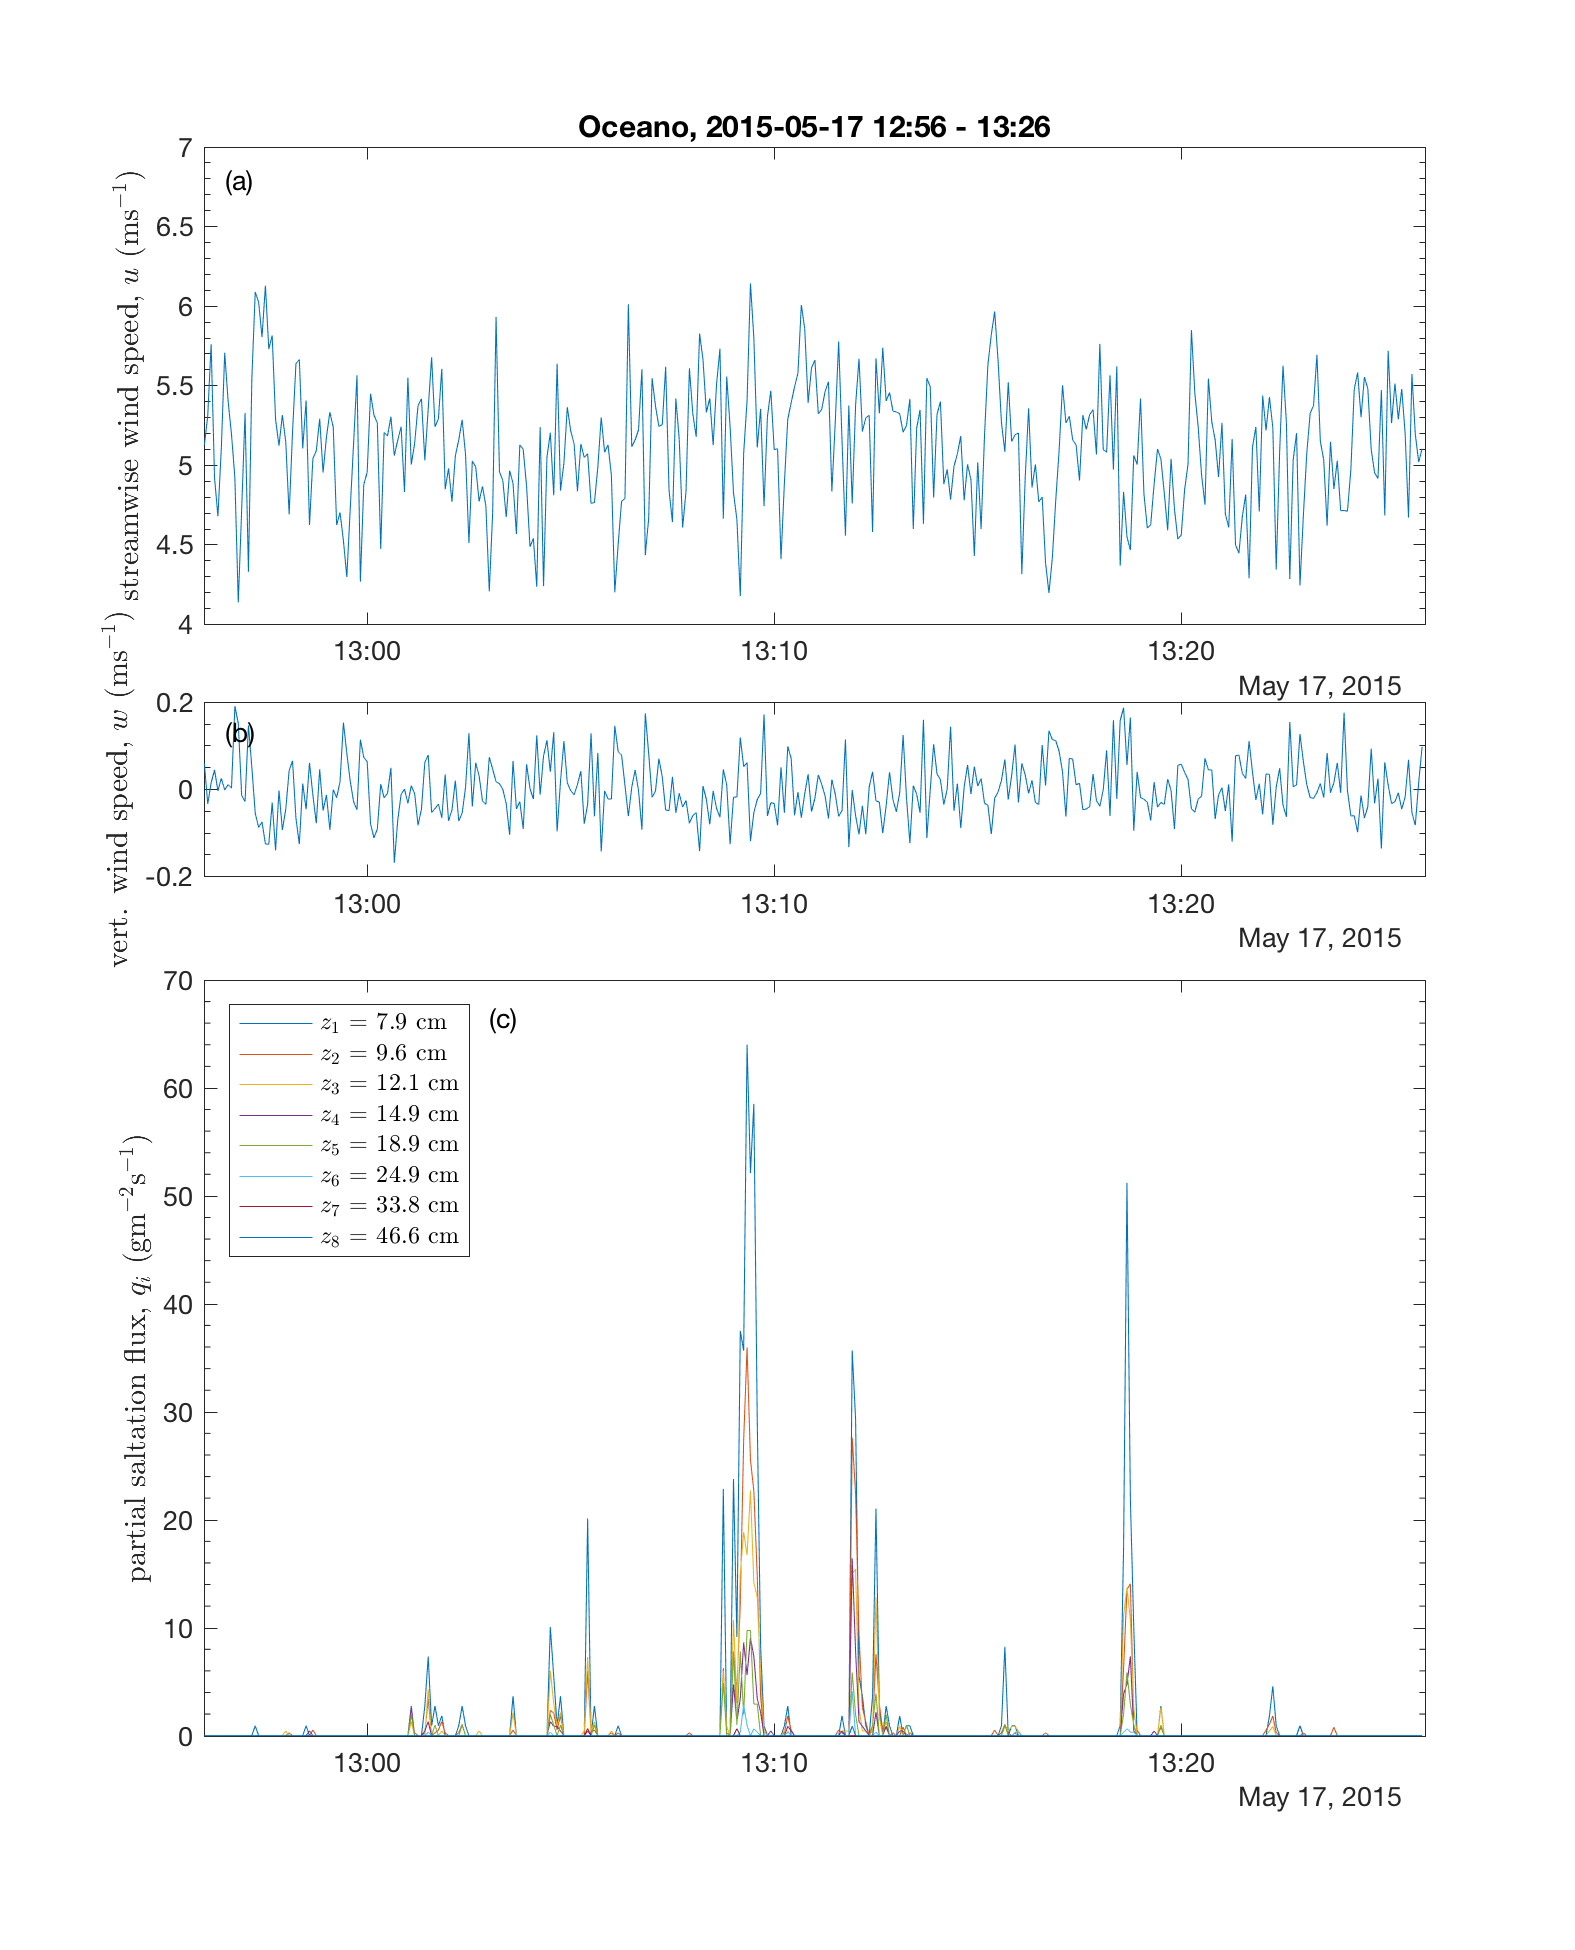 Oceano, 2015-05-17 12:56 - 13:26
(a)
streamwise wind speed, u (ms⁻¹)
7
6.5
6
5.5
5
4.5
4
13:00 13:10 13:20
May 17, 2015
(b)
vert. wind speed, w (ms⁻¹)
0.2
0
-0.2
13:00 13:10 13:20
May 17, 2015
(c)
partial saltation flux, qᵢ (gm⁻²s⁻¹)
70
60
50
40
30
20
10
0
z₁ = 7.9 cm
z₂ = 9.6 cm
z₃ = 12.1 cm
z₄ = 14.9 cm
z₅ = 18.9 cm
z₆ = 24.9 cm
z₇ = 33.8 cm
z₈ = 46.6 cm
13:00 13:10 13:20
May 17, 2015